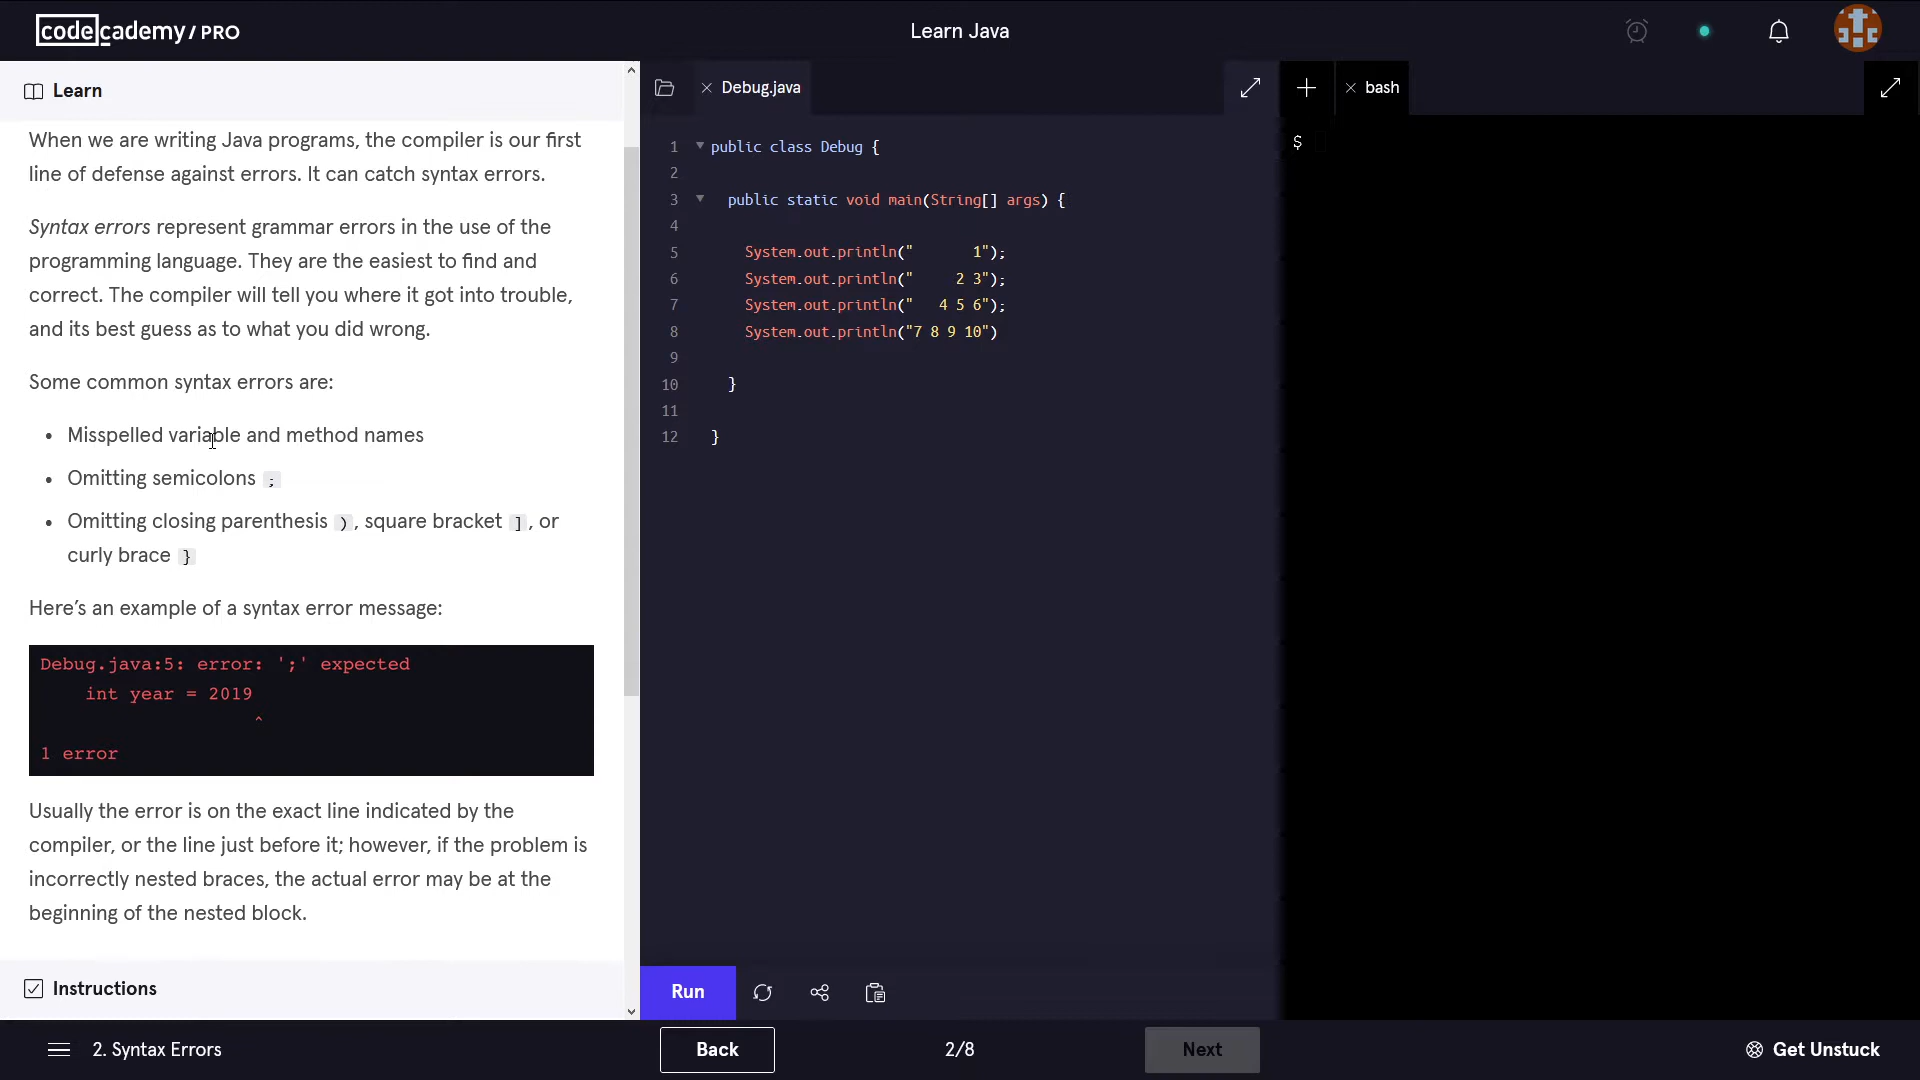 codecademy/PRO
Learn Java
Learn
When we are writing Java programs, the compiler is our first
line of defense against errors. It can catch syntax errors.
Syntax errors represent grammar errors in the use of the
programming language. They are the easiest to find and
correct. The compiler will tell you where it got into trouble,
and its best guess as to what you did wrong.
Some common syntax errors are:
• Misspelled variable and method names
• Omitting semicolons ;
• Omitting closing parenthesis ), square bracket ], or
curly brace }
Here’s an example of a syntax error message:
Debug.java:5: error: ';' expected
    int year = 2019
                   ^
1 error
Usually the error is on the exact line indicated by the
compiler, or the line just before it; however, if the problem is
incorrectly nested braces, the actual error may be at the
beginning of the nested block.
Instructions
Debug.java
1 public class Debug {
2
3   public static void main(String[] args) {
4
5     System.out.println("       1");
6     System.out.println("     2 3");
7     System.out.println("   4 5 6");
8     System.out.println("7 8 9 10")
9
10   }
11
12 }
Run
bash
$
2. Syntax Errors
Back
2/8
Next
Get Unstuck